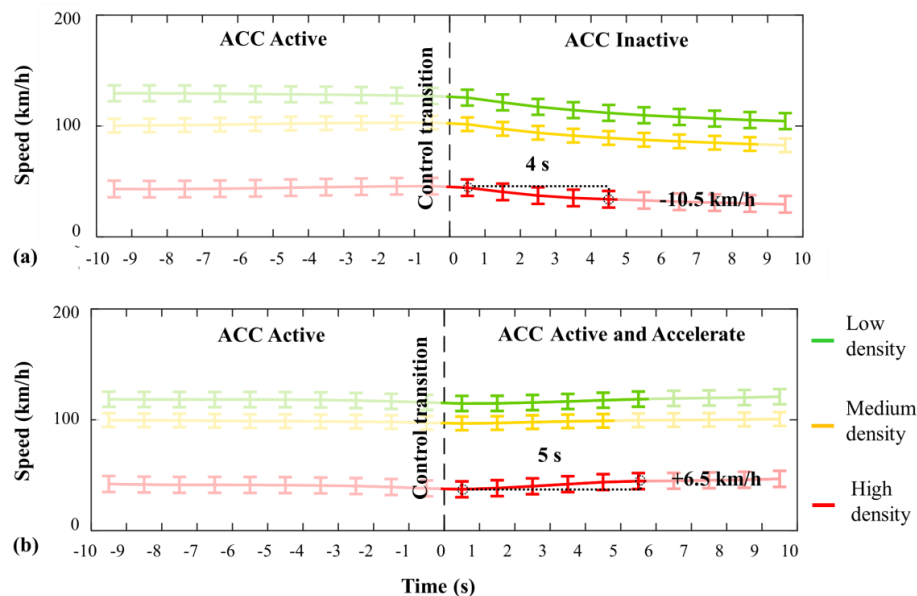 200
ACC Active
ACC Inactive
Speed (km/h)
100
Control transition
4 s
-10.5 km/h
0
(a)
-10 -9 -8 -7 -6 -5 -4 -3 -2 -1 0 1 2 3 4 5 6 7 8 9 10
200
ACC Active
ACC Active and Accelerate
Speed (km/h)
100
Control transition
5 s
+6.5 km/h
0
(b)
-10 -9 -8 -7 -6 -5 -4 -3 -2 -1 0 1 2 3 4 5 6 7 8 9 10
Time (s)
Low
density
Medium
density
High
density